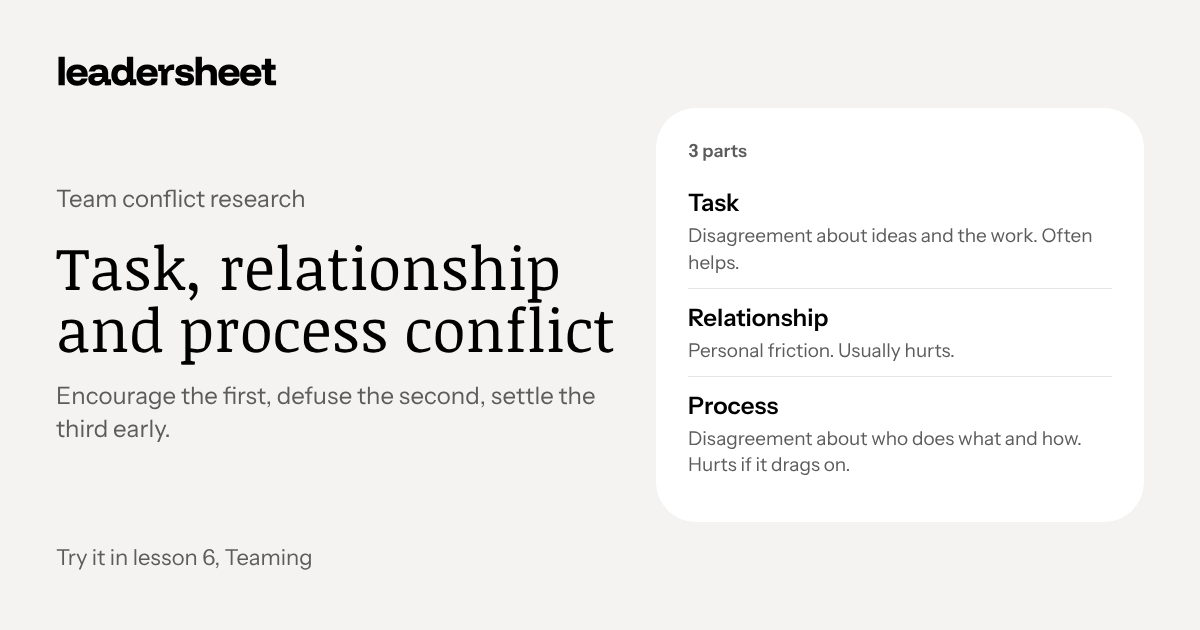 leadersheet
Team conflict research
Task, relationship
and process conflict
Encourage the first, defuse the second, settle the
third early.
Try it in lesson 6, Teaming
3 parts
Task
Disagreement about ideas and the work. Often
helps.
Relationship
Personal friction. Usually hurts.
Process
Disagreement about who does what and how.
Hurts if it drags on.